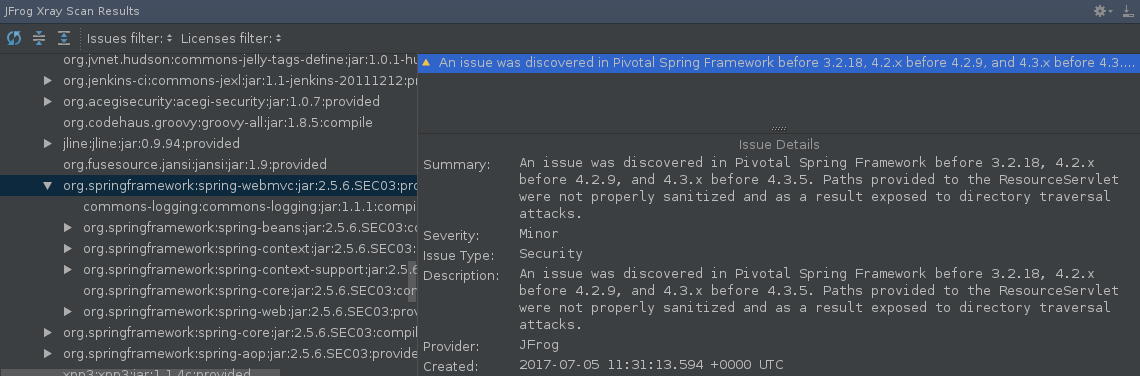 JFrog Xray Scan Results
Issues filter: Licenses filter:
org.jvnet.hudson:commons-jelly-tags-define:jar:1.0.1-hu
org.jenkins-ci:commons-jexl:jar:1.1-jenkins-20111212:pr
org.acegisecurity:acegi-security:jar:1.0.7:provided
org.codehaus.groovy:groovy-all:jar:1.8.5:compile
jline:jline:jar:0.9.94:provided
org.fusesource.jansi:jansi:jar:1.9:provided
org.springframework:spring-webmvc:jar:2.5.6.SEC03:pro
commons-logging:commons-logging:jar:1.1.1:compi
org.springframework:spring-beans:jar:2.5.6.SEC03:co
org.springframework:spring-context:jar:2.5.6.SEC03:
org.springframework:spring-context-support:jar:2.5.6
org.springframework:spring-core:jar:2.5.6.SEC03:con
org.springframework:spring-web:jar:2.5.6.SEC03:prov
org.springframework:spring-core:jar:2.5.6.SEC03:compil
org.springframework:spring-aop:jar:2.5.6.SEC03:provide
xpp3:xpp3:jar:1.1.4c:provided
An issue was discovered in Pivotal Spring Framework before 3.2.18, 4.2.x before 4.2.9, and 4.3.x before 4.3....
Issue Details
Summary: An issue was discovered in Pivotal Spring Framework before 3.2.18, 4.2.x
before 4.2.9, and 4.3.x before 4.3.5. Paths provided to the ResourceServlet
were not properly sanitized and as a result exposed to directory traversal
attacks.
Severity: Minor
Issue Type: Security
Description: An issue was discovered in Pivotal Spring Framework before 3.2.18, 4.2.x
before 4.2.9, and 4.3.x before 4.3.5. Paths provided to the ResourceServlet
were not properly sanitized and as a result exposed to directory traversal
attacks.
Provider: JFrog
Created: 2017-07-05 11:31:13.594 +0000 UTC